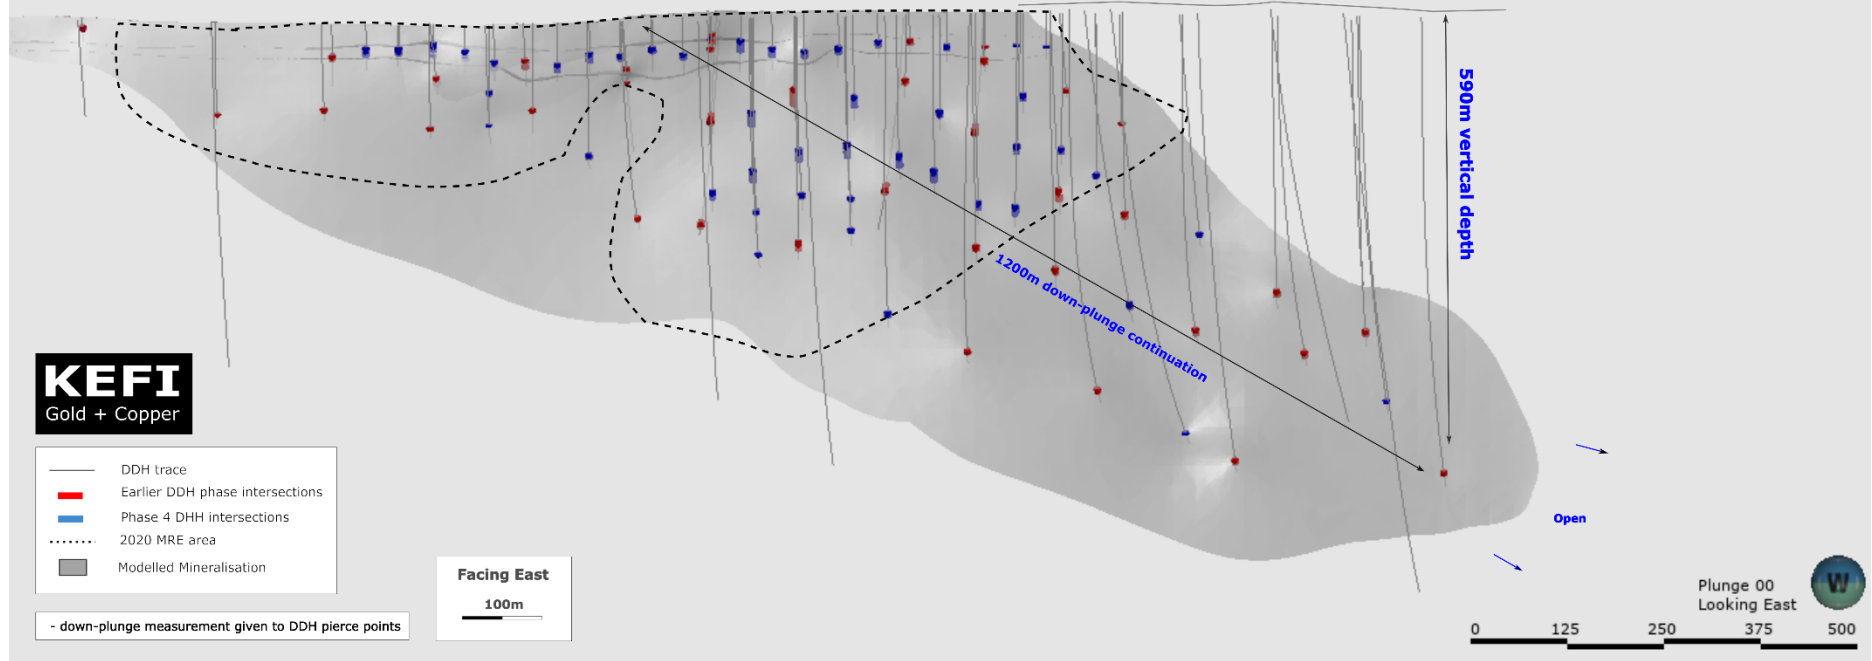 590m vertical depth
1200m down-plunge continuation
KEFI
Gold + Copper
DDH trace
Earlier DDH phase intersections
Phase 4 DHH intersections
2020 MRE area
Modelled Mineralisation
- down-plunge measurement given to DDH pierce points
Facing East
100m
Open
Plunge 00
Looking East
W
0 125 250 375 500